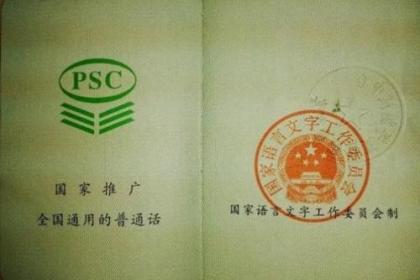 PSC
国家推广
全国通用的普通话
国家语言文字工作委员会
国家语言文字工作委员会制